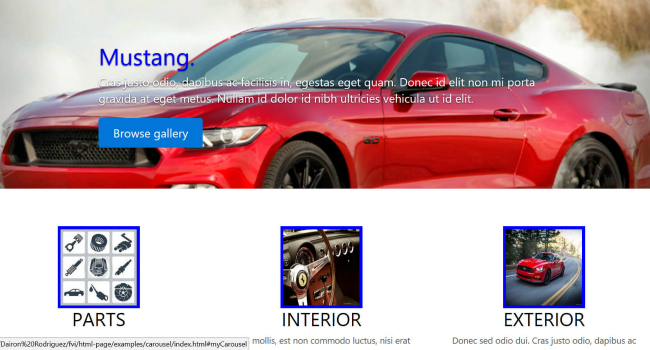 Mustang.
Cras justo odio, dapibus ac facilisis in, egestas eget quam. Donec id elit non mi porta
gravida at eget metus. Nullam id dolor id nibh ultricies vehicula ut id elit.
Browse gallery
GT
PARTS
INTERIOR
EXTERIOR
mollis, est non commodo luctus, nisi erat
Donec sed odio dui. Cras justo odio, dapibus ac
Dairon%20Rodriguez/fvi/html-page/examples/carousel/index.html#myCarousel